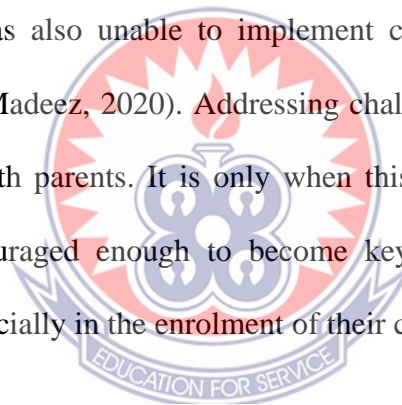 as also unable to implement c
Madeez, 2020). Addressing chal
th parents. It is only when this
uraged enough to become key
cially in the enrolment of their c
EDUCATION FOR SERVICE